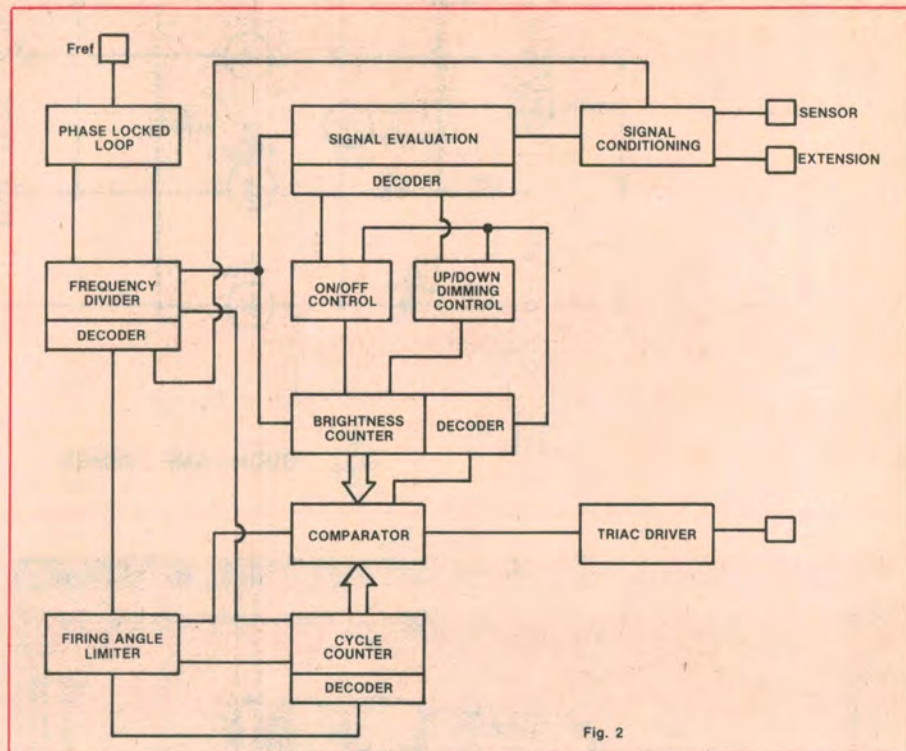 Fref
PHASE LOCKED
LOOP
SIGNAL EVALUATION
DECODER
SIGNAL
CONDITIONING
SENSOR
EXTENSION
FREQUENCY
DIVIDER
DECODER
ON/OFF
CONTROL
UP/DOWN
DIMMING
CONTROL
BRIGHTNESS
COUNTER
DECODER
COMPARATOR
TRIAC DRIVER
FIRING ANGLE
LIMITER
CYCLE
COUNTER
DECODER
Fig. 2